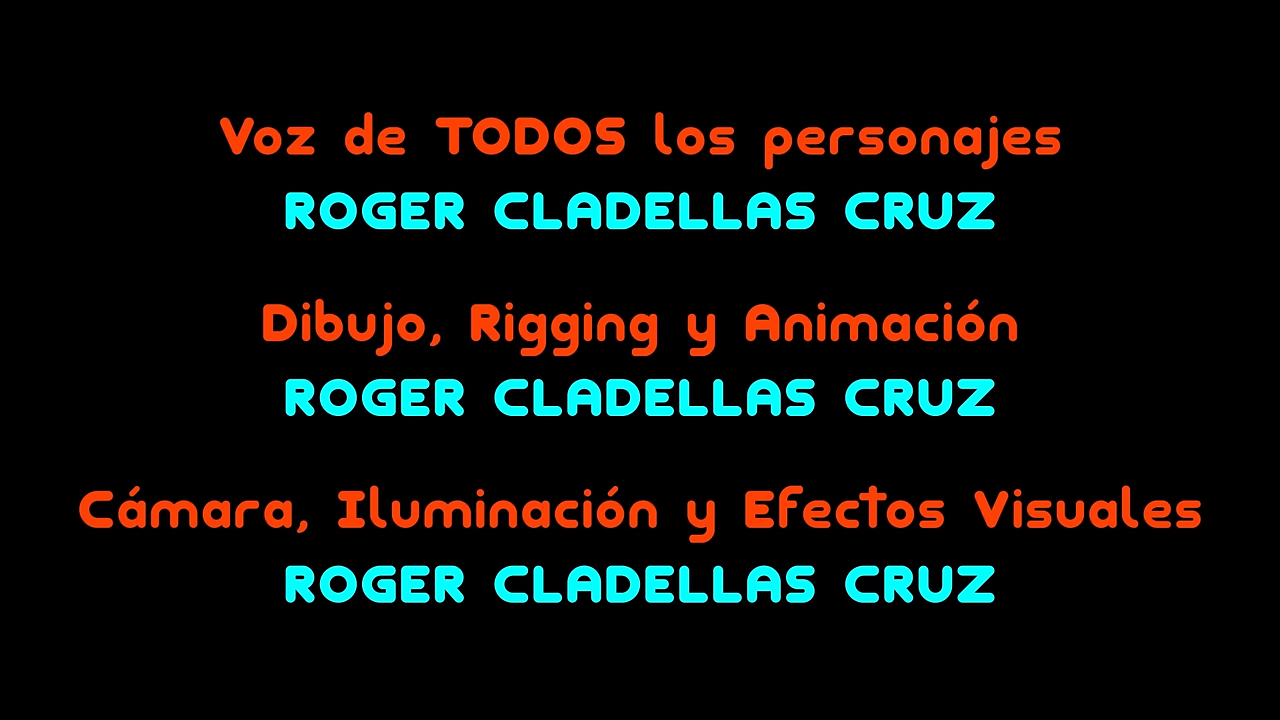 Voz de TODOS los personajes
ROGER CLADELLAS CRUZ
Dibujo, Rigging y Animación
ROGER CLADELLAS CRUZ
Cámara, Iluminación y Efectos Visuales
ROGER CLADELLAS CRUZ